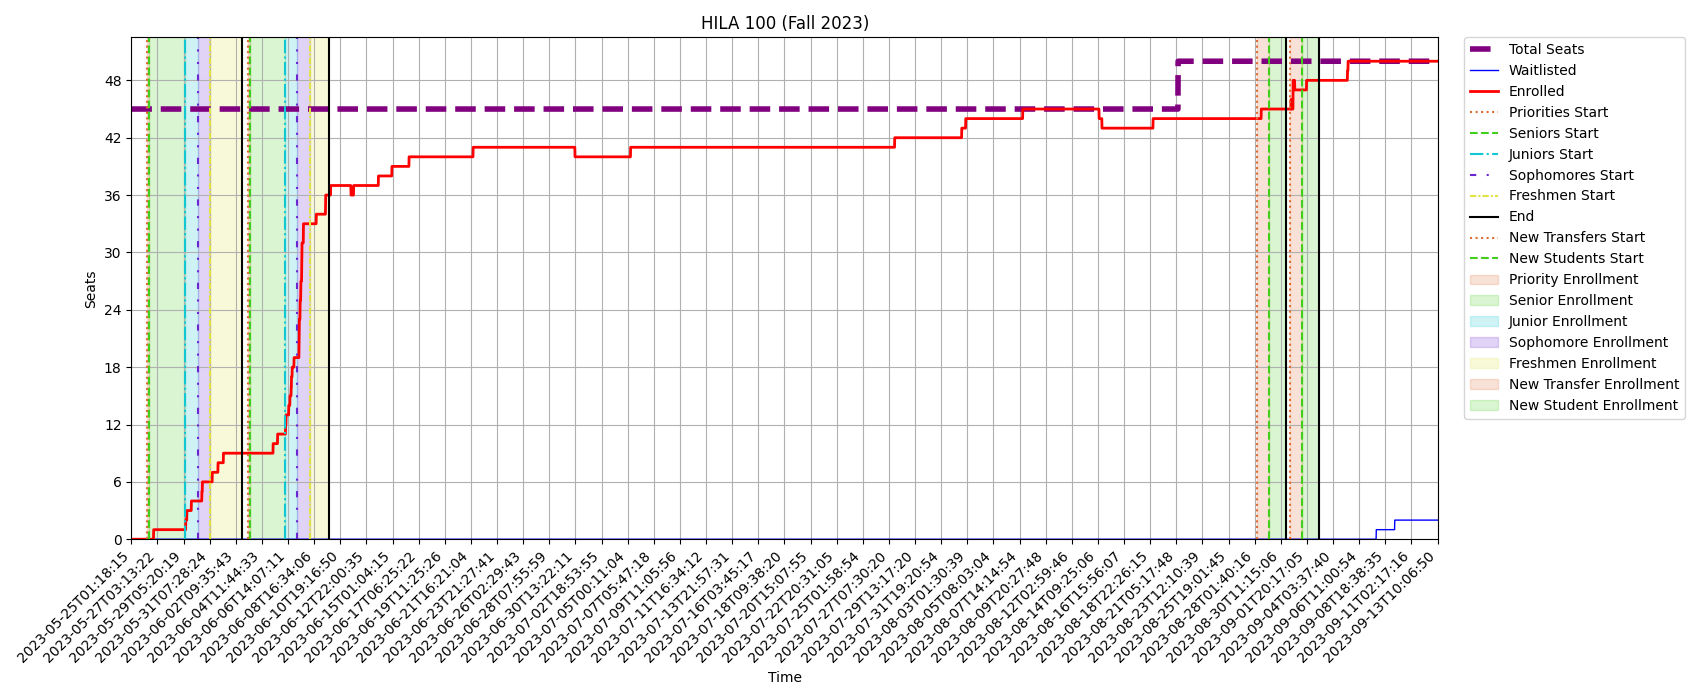 HILA 100 (Fall 2023)
Seats
48
42
36
30
24
18
12
6
0
2023-05-25T01:18:15
2023-05-27T03:13:22
2023-05-29T05:20:19
2023-05-31T07:28:24
2023-06-02T09:35:43
2023-06-04T11:44:33
2023-06-06T14:07:11
2023-06-08T16:34:06
2023-06-10T19:16:50
2023-06-12T22:00:35
2023-06-15T01:04:15
2023-06-17T06:25:22
2023-06-19T11:25:26
2023-06-21T16:21:04
2023-06-23T21:27:41
2023-06-26T02:29:43
2023-06-28T07:55:59
2023-06-30T13:22:11
2023-07-02T18:53:55
2023-07-05T00:11:04
2023-07-07T05:47:18
2023-07-09T11:05:56
2023-07-11T16:34:12
2023-07-13T21:57:31
2023-07-16T03:45:17
2023-07-18T09:38:20
2023-07-20T15:07:55
2023-07-22T20:31:05
2023-07-25T01:58:54
2023-07-27T07:30:20
2023-07-29T13:17:20
2023-07-31T19:20:54
2023-08-03T01:30:39
2023-08-05T08:03:04
2023-08-07T14:14:54
2023-08-09T20:27:48
2023-08-12T02:59:46
2023-08-14T09:25:06
2023-08-16T15:56:07
2023-08-18T22:26:15
2023-08-21T05:17:48
2023-08-23T12:10:39
2023-08-25T19:01:45
2023-08-28T01:40:16
2023-08-30T11:15:06
2023-09-01T20:17:05
2023-09-04T03:37:40
2023-09-06T11:00:54
2023-09-08T18:38:35
2023-09-11T02:17:16
2023-09-13T10:06:50
Time
Total Seats
Waitlisted
Enrolled
Priorities Start
Seniors Start
Juniors Start
Sophomores Start
Freshmen Start
End
New Transfers Start
New Students Start
Priority Enrollment
Senior Enrollment
Junior Enrollment
Sophomore Enrollment
Freshmen Enrollment
New Transfer Enrollment
New Student Enrollment